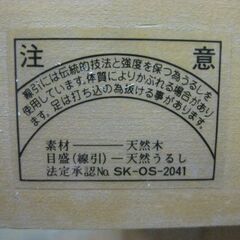 注意
線引には伝統的技法と強度を保つ為うるしを
使用しています。体質によりかぶれる場合があり
ます。足は打ち込の為抜ける事が有ります。
素材――天然木
目盛(線引)―天然うるし
法定承認No. SK-OS-2041